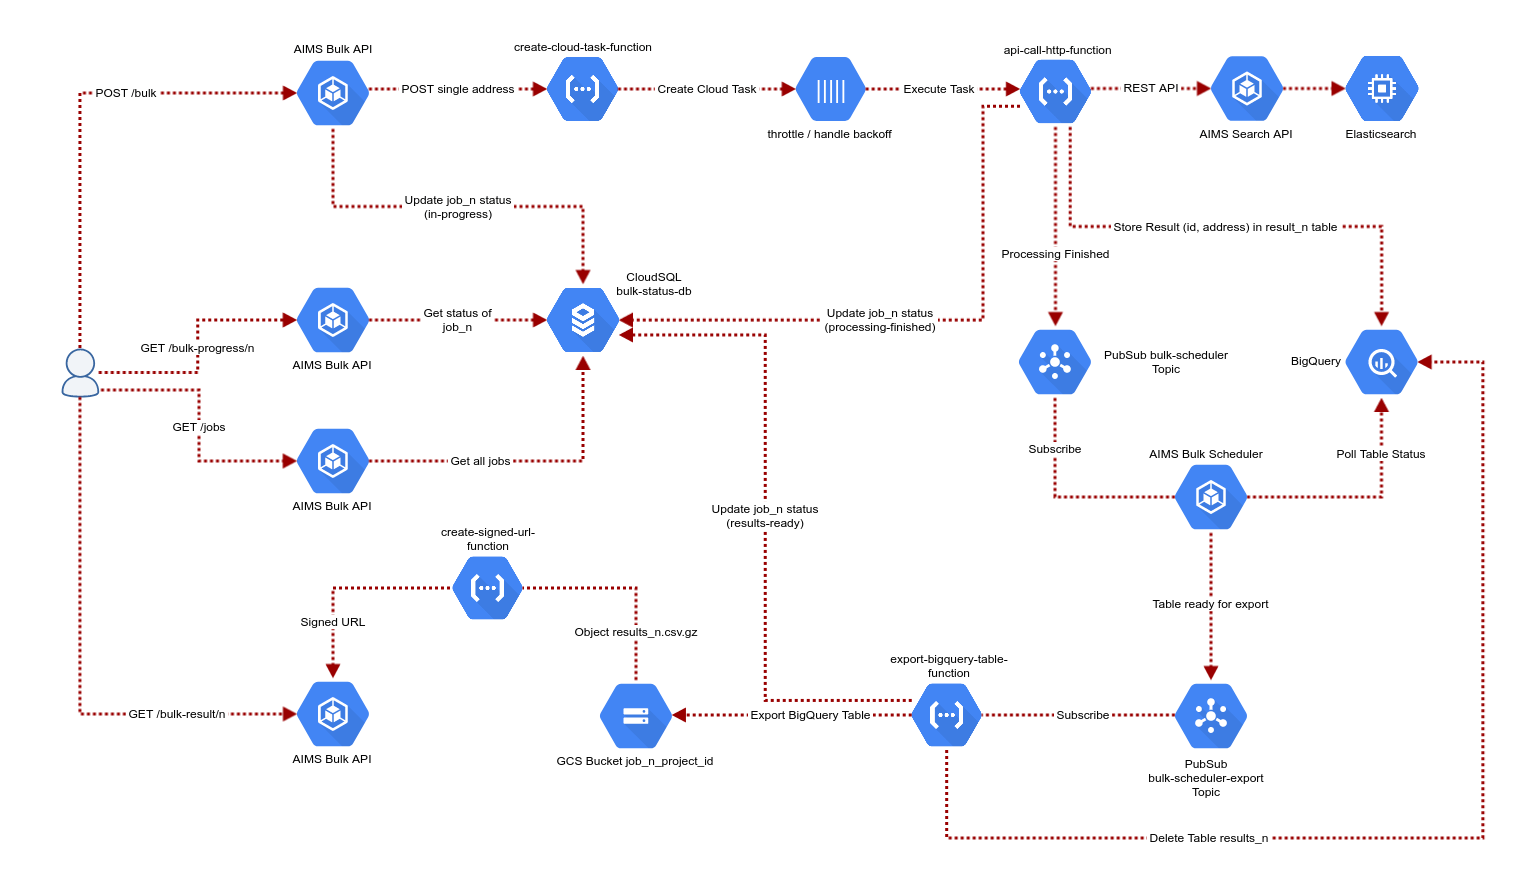 AIMS Bulk API
create-cloud-task-function
api-call-http-function
POST /bulk
POST single address
Create Cloud Task
Execute Task
REST API
throttle / handle backoff
AIMS Search API
Elasticsearch
Update job_n status
(in-progress)
Store Result (id, address) in result_n table
Processing Finished
CloudSQL
bulk-status-db
Get status of
job_n
Update job_n status
(processing-finished)
GET /bulk-progress/n
AIMS Bulk API
PubSub bulk-scheduler
Topic
BigQuery
GET /jobs
Get all jobs
Subscribe
AIMS Bulk Scheduler
Poll Table Status
AIMS Bulk API
Update job_n status
(results-ready)
create-signed-url-
function
Signed URL
Object results_n.csv.gz
Table ready for export
export-bigquery-table-
function
GET /bulk-result/n
Export BigQuery Table
Subscribe
AIMS Bulk API
GCS Bucket job_n_project_id
PubSub
bulk-scheduler-export
Topic
Delete Table results_n